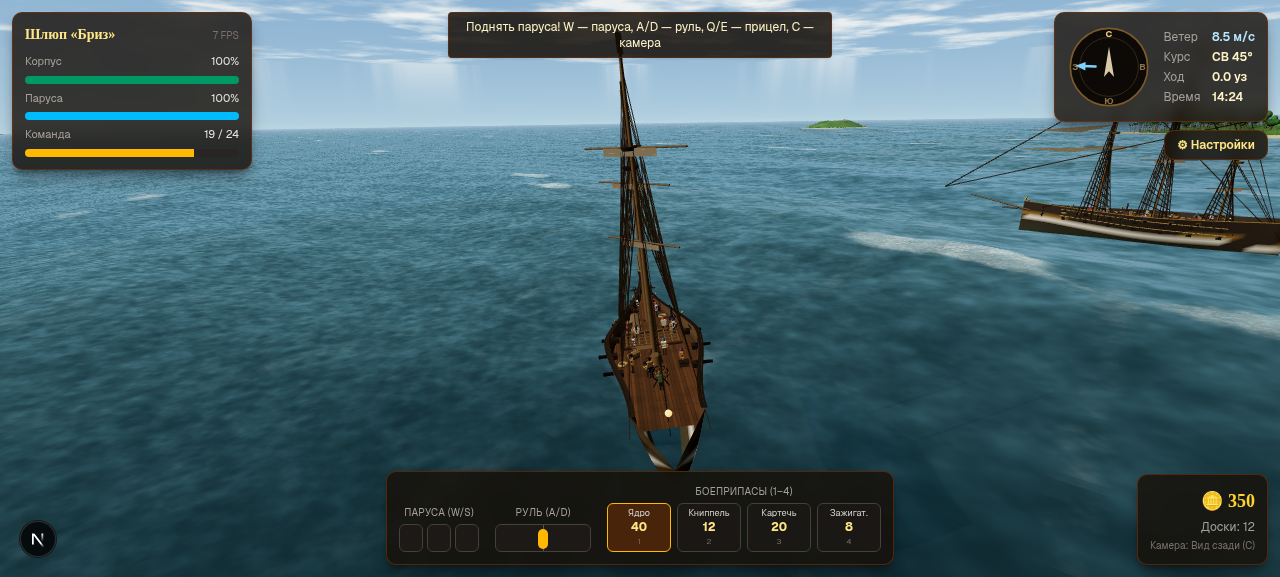 Шлюп «Бриз»
7 FPS
Корпус 100%
Паруса 100%
Команда 19 / 24
Поднять паруса! W — паруса, A/D — руль, Q/E — прицел, C —
камера
С
З В
Ю
Ветер 8.5 м/с
Курс СВ 45°
Ход 0.0 уз
Время 14:24
⚙ Настройки
ПАРУСА (W/S)
РУЛЬ (A/D)
БОЕПРИПАСЫ (1–4)
Ядро Книппель Картечь Зажигат.
40 12 20 8
1 2 3 4
350
Доски: 12
Камера: Вид сзади (C)
N